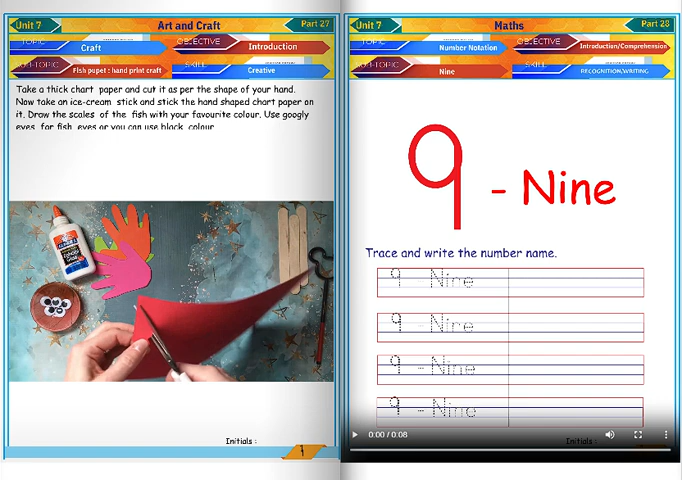 Unit 7
Art and Craft
Part 27
TOPIC
Craft
OBJECTIVE
Introduction
SUB-TOPIC
Fish pupet : hand print craft
SKILL
Creative
Take a thick chart paper and cut it as per the shape of your hand.
Now take an ice-cream stick and stick the hand shaped chart paper on
it. Draw the scales of the fish with your favourite colour. Use googly
eyes for fish eyes or you can use black colour
Initials :
Unit 7
Maths
Part 28
TOPIC
Number Notation
OBJECTIVE
Introduction/Comprehension
SUB-TOPIC
Nine
SKILL
RECOGNITION/WRITING
9 - Nine
Trace and write the number name.
9 - Nine
9 - Nine
9 - Nine
9 - Nine
0:00 / 0:08
Initials :